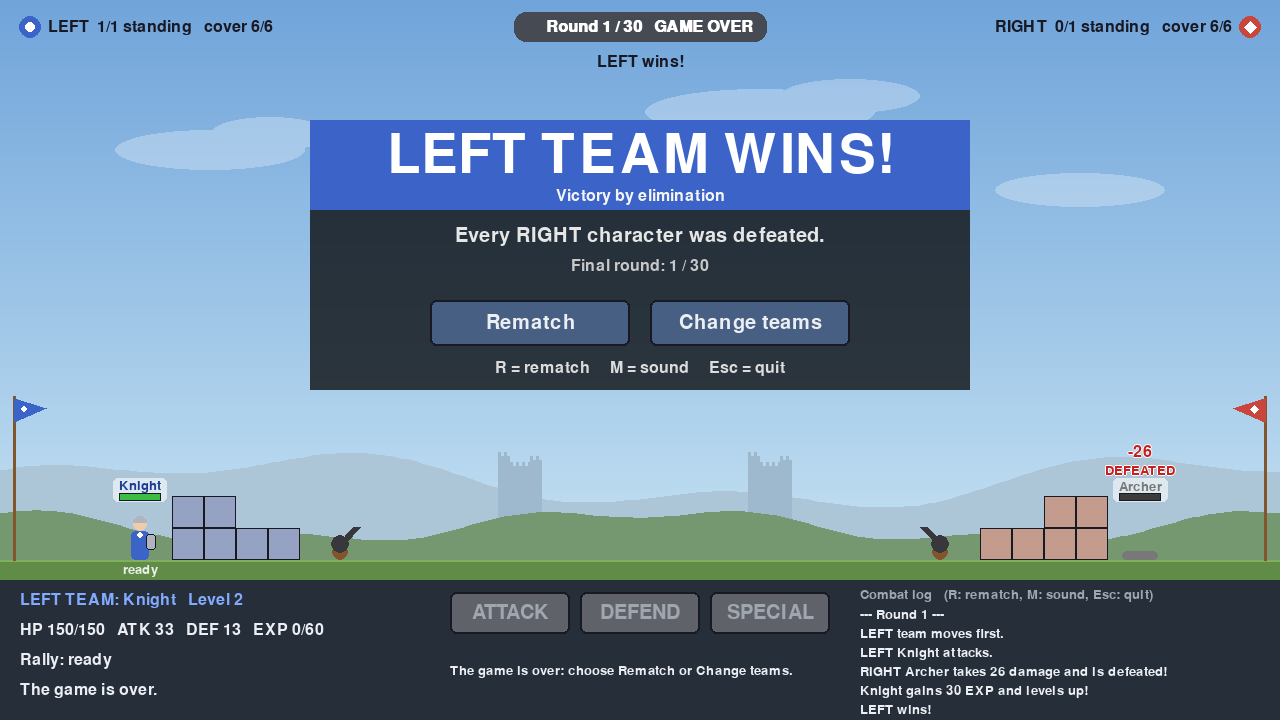 LEFT 1/1 standing cover 6/6
Round 1 / 30 GAME OVER
RIGHT 0/1 standing cover 6/6
LEFT wins!
LEFT TEAM WINS!
Victory by elimination
Every RIGHT character was defeated.
Final round: 1 / 30
Rematch
Change teams
R = rematch M = sound Esc = quit
-26
DEFEATED
Archer
Knight
ready
LEFT TEAM: Knight Level 2
HP 150/150 ATK 33 DEF 13 EXP 0/60
Rally: ready
The game is over.
ATTACK
DEFEND
SPECIAL
The game is over: choose Rematch or Change teams.
Combat log (R: rematch, M: sound, Esc: quit)
--- Round 1 ---
LEFT team moves first.
LEFT Knight attacks.
RIGHT Archer takes 26 damage and is defeated!
Knight gains 30 EXP and levels up!
LEFT wins!